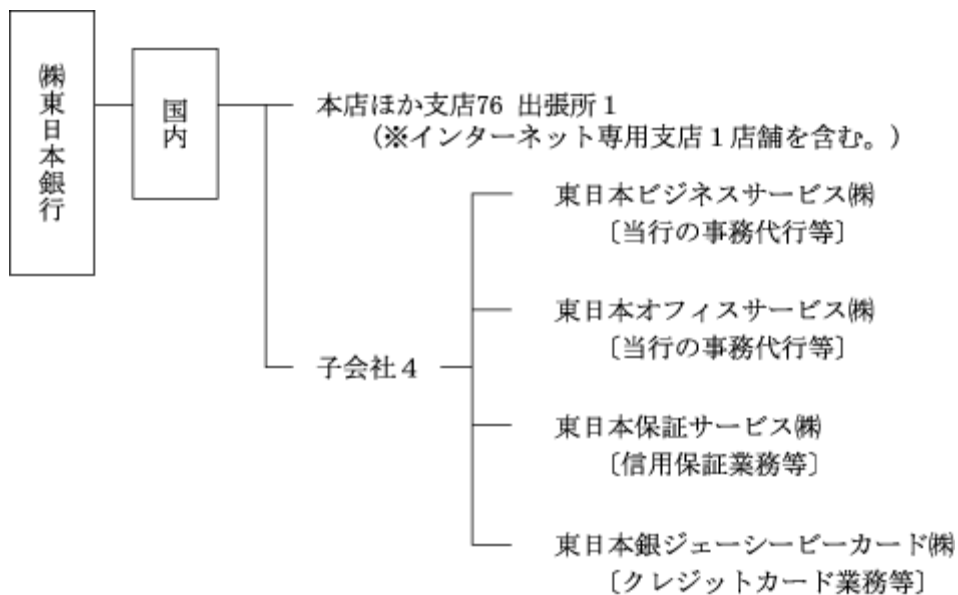 ㈱東日本銀行
国内
本店ほか支店76 出張所1
(※インターネット専用支店1店舗を含む。)
東日本ビジネスサービス㈱
〔当行の事務代行等〕
東日本オフィスサービス㈱
〔当行の事務代行等〕
子会社4
東日本保証サービス㈱
〔信用保証業務等〕
東日本銀ジェーシービーカード㈱
〔クレジットカード業務等〕